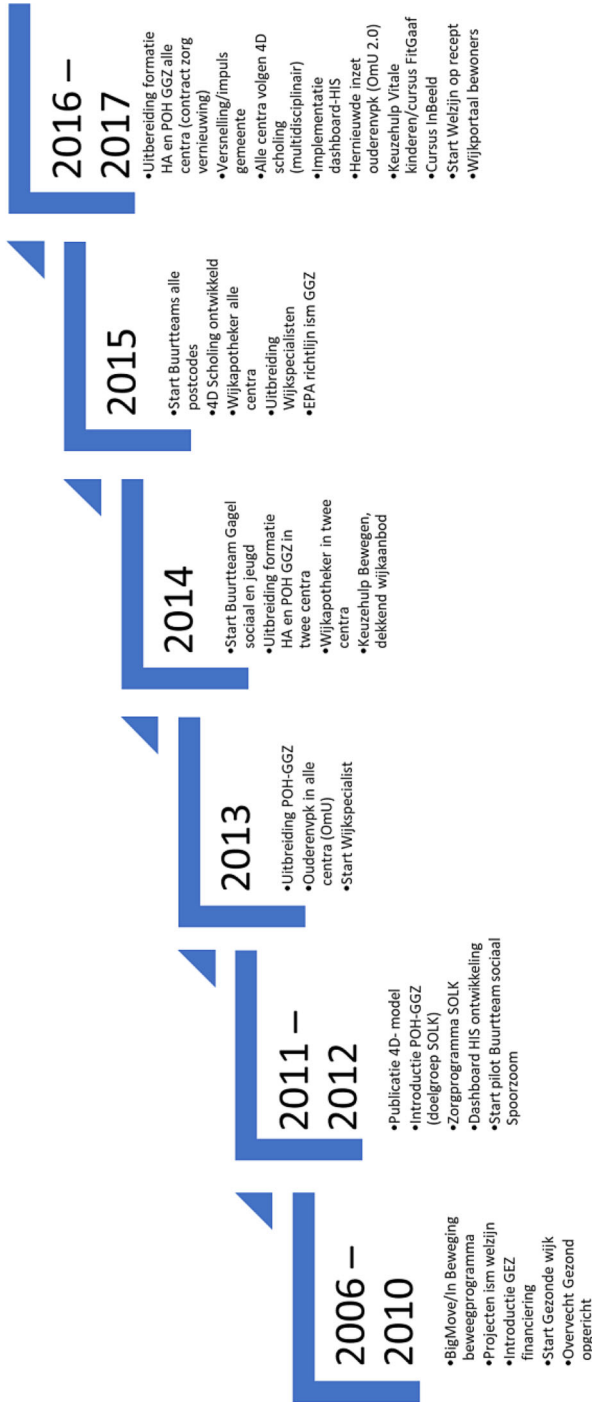 2006 –
2010
•BigMove/In Beweging
beweegprogramma
•Projecten ism welzijn
•Introductie GEZ
financiering
•Start Gezonde wijk
•Overvecht Gezond
opgericht
2011 –
2012
•Publicatie 4D- model
•Introductie POH-GGZ
(doelgroep SOLK)
•Zorgprogramma SOLK
•Dashboard HIS ontwikkeling
•Start pilot Buurtteam sociaal
Spoorzoom
2013
•Uitbreiding POH-GGZ
•Ouderenvpk in alle
centra (OmU)
•Start Wijkspecialist
2014
•Start Buurtteam Gagel
sociaal en jeugd
•Uitbreiding formatie
HA en POH GGZ in
twee centra
•Wijkapotheker in twee
centra
•Keuzehulp Bewegen,
dekkend wijkaanbod
2015
•Start Buurtteams alle
postcodes
•4D Scholing ontwikkeld
•Wijkapotheker alle
centra
•Uitbreiding
Wijkspecialisten
•EPA richtlijn ism GGZ
2016 –
2017
•Uitbereiding formatie
HA en POH GGZ alle
centra (contract zorg
vernieuwing)
•Versnelling/impuls
gemeente
•Alle centra volgen 4D
scholing
(multidisciplinair)
•Implementatie
dashboard-HIS
•Hernieuwde inzet
ouderenvpk (OmU 2.0)
•Keuzehulp Vitale
kinderen/cursus FitGaaf
•Cursus InBeeld
•Start Welzijn op recept
•Wijkportaal bewoners